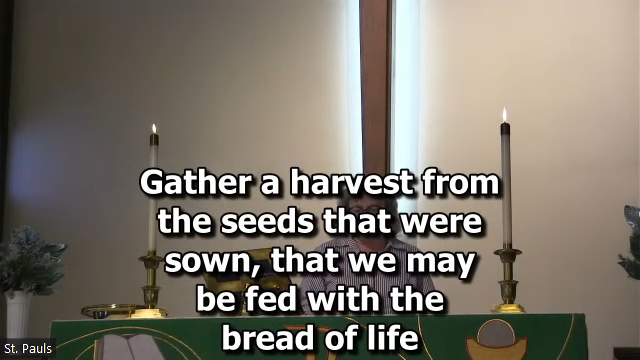 Gather a harvest from
the seeds that were
sown, that we may
be fed with the
bread of life
St. Pauls